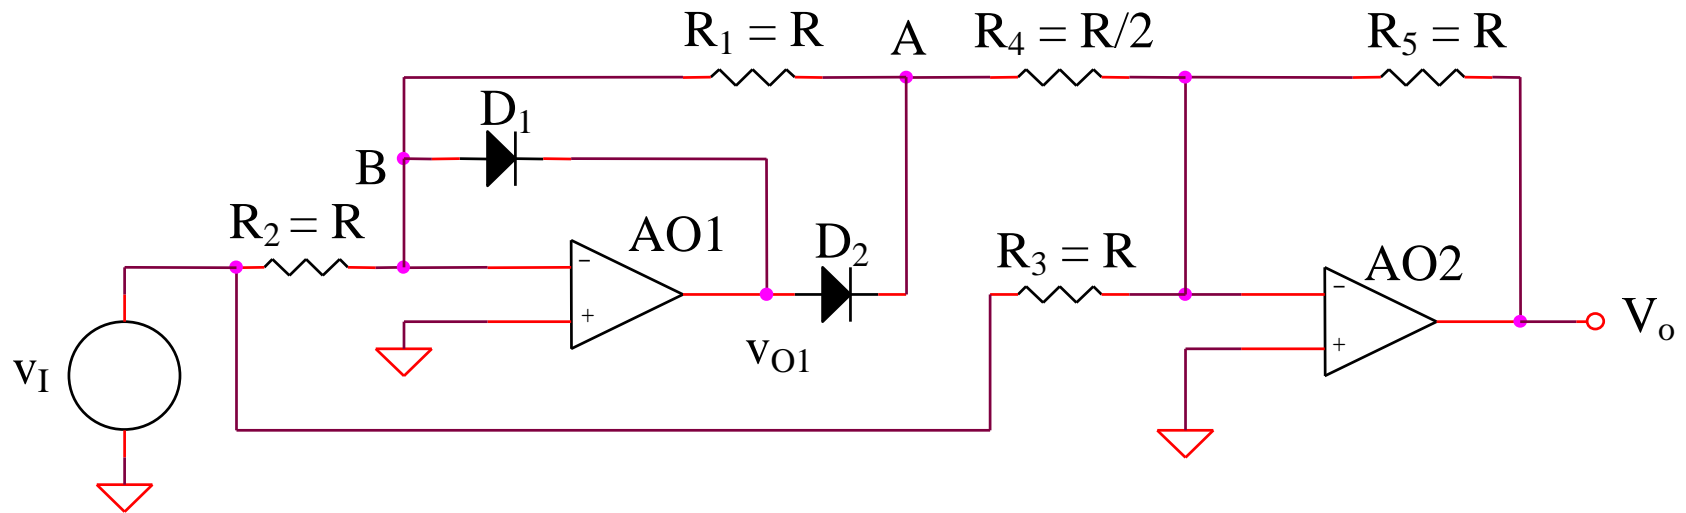 R₁ = R
A
R₄ = R/2
R₅ = R
D₁
B
R₂ = R
AO1
D₂
R₃ = R
AO2
−
+
−
+
vO1
vI
Vo